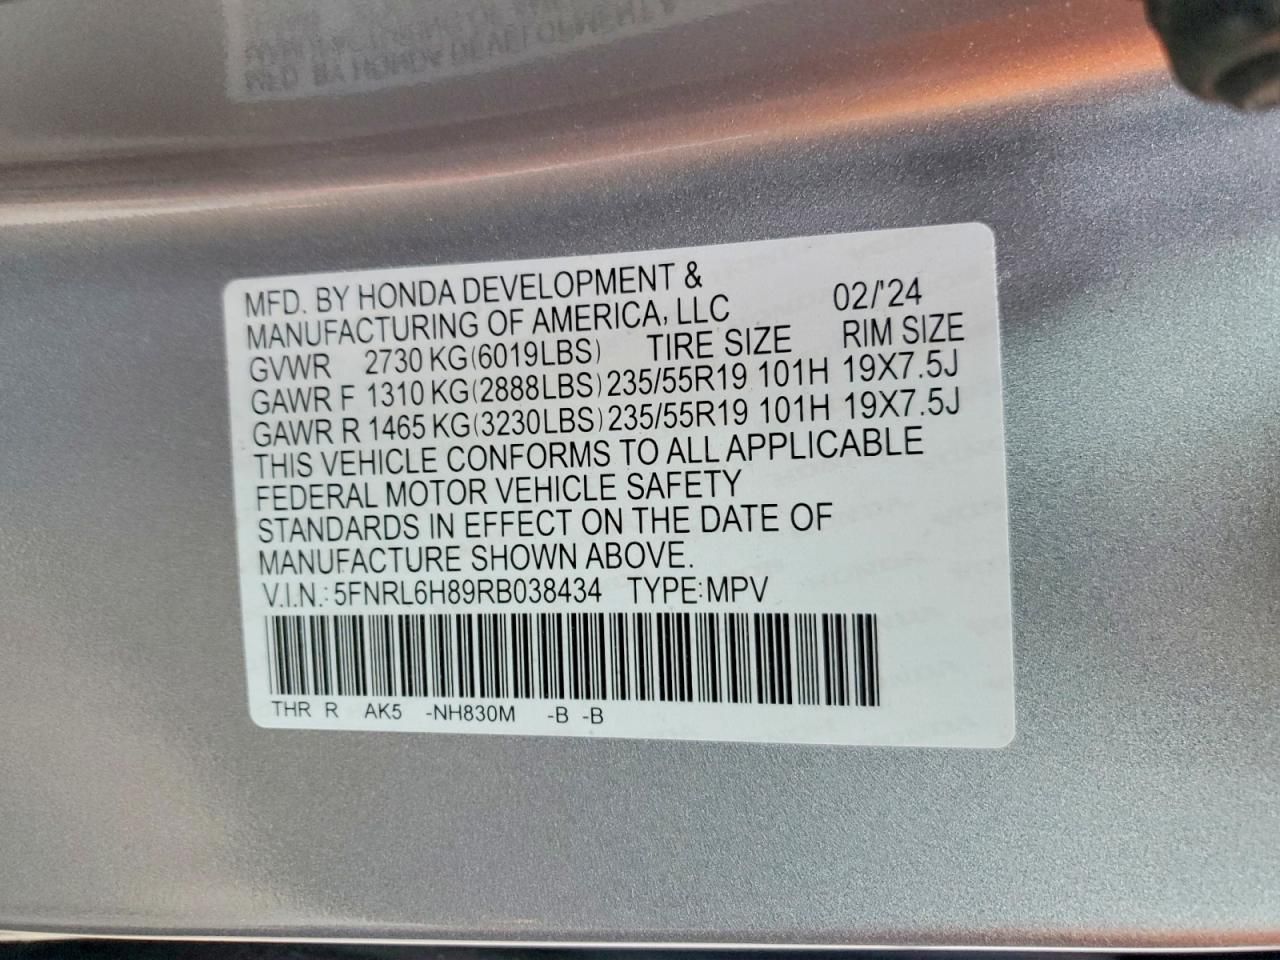 MFD. BY HONDA DEVELOPMENT &
MANUFACTURING OF AMERICA, LLC 02/'24
GVWR 2730 KG(6019LBS) TIRE SIZE RIM SIZE
GAWR F 1310 KG(2888LBS) 235/55R19 101H 19X7.5J
GAWR R 1465 KG(3230LBS) 235/55R19 101H 19X7.5J
THIS VEHICLE CONFORMS TO ALL APPLICABLE
FEDERAL MOTOR VEHICLE SAFETY
STANDARDS IN EFFECT ON THE DATE OF
MANUFACTURE SHOWN ABOVE.
V.I.N.: 5FNRL6H89RB038434 TYPE:MPV
THR R AK5 -NH830M -B -B